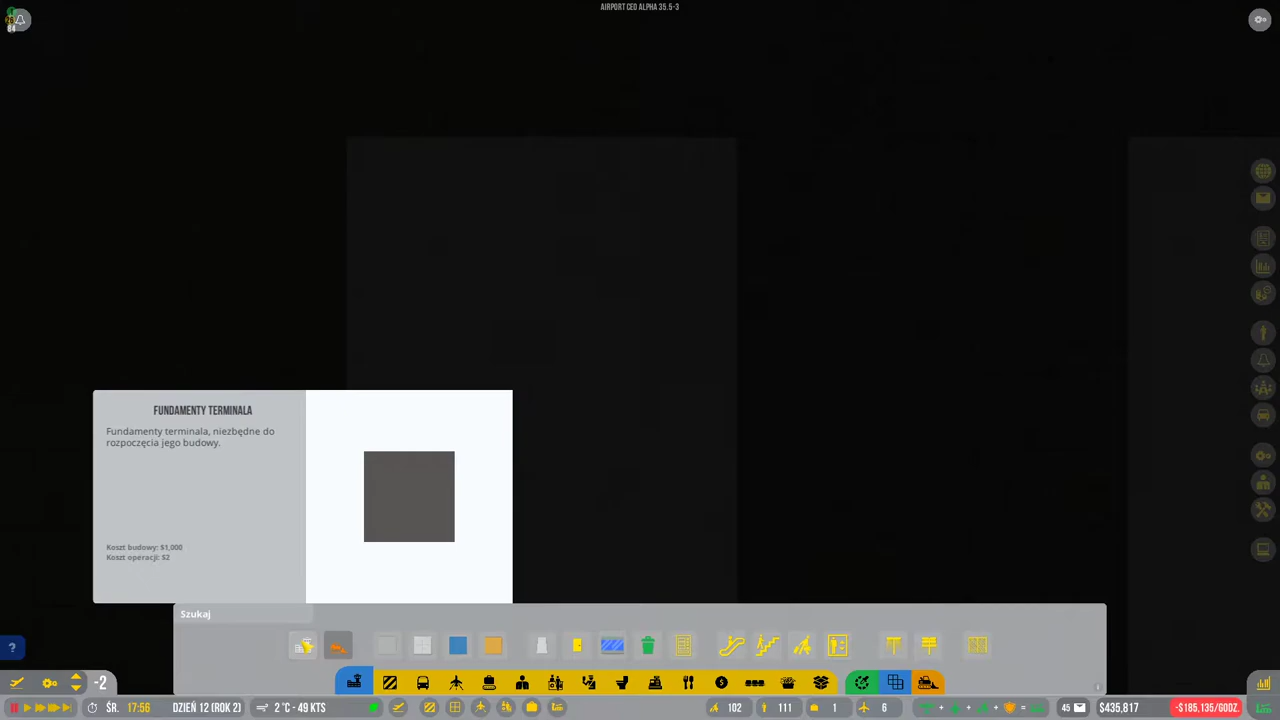 AIRPORT CEO ALPHA 35.5-3
84
FUNDAMENTY TERMINALA
Fundamenty terminala, niezbędne do
rozpoczęcia jego budowy.
Koszt budowy: $1,000
Koszt operacji: $2
Szukaj
?
-2
ŚR. 17:56 DZIEŃ 12 (ROK 2) 2 °C - 49 KTS 102 111 1 6 45 $435,817 -$185,135/GODZ.